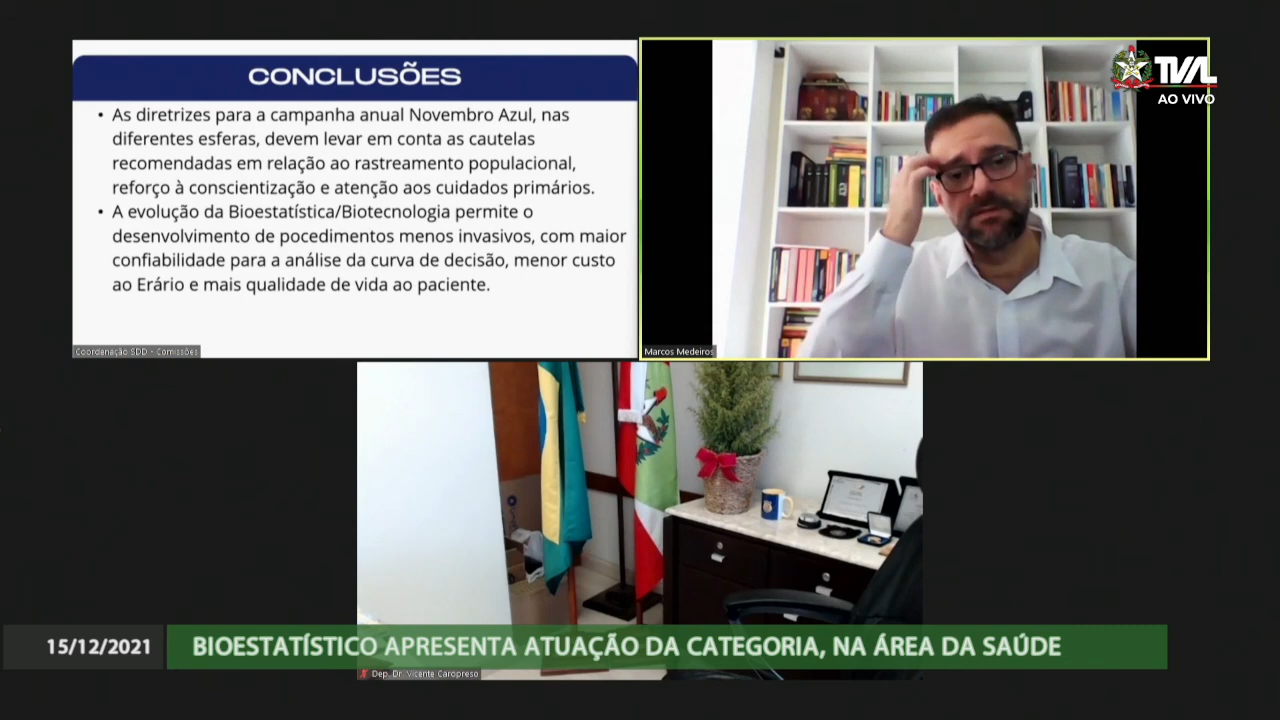 CONCLUSÕES
• As diretrizes para a campanha anual Novembro Azul, nas
diferentes esferas, devem levar em conta as cautelas
recomendadas em relação ao rastreamento populacional,
reforço à conscientização e atenção aos cuidados primários.
• A evolução da Bioestatística/Biotecnologia permite o
desenvolvimento de pocedimentos menos invasivos, com maior
confiabilidade para a análise da curva de decisão, menor custo
ao Erário e mais qualidade de vida ao paciente.
Coordenação SDD - Comissões
TVAL
AO VIVO
Marcos Medeiros
15/12/2021
BIOESTATÍSTICO APRESENTA ATUAÇÃO DA CATEGORIA, NA ÁREA DA SAÚDE
Dep. Dr. Vicente Caropreso